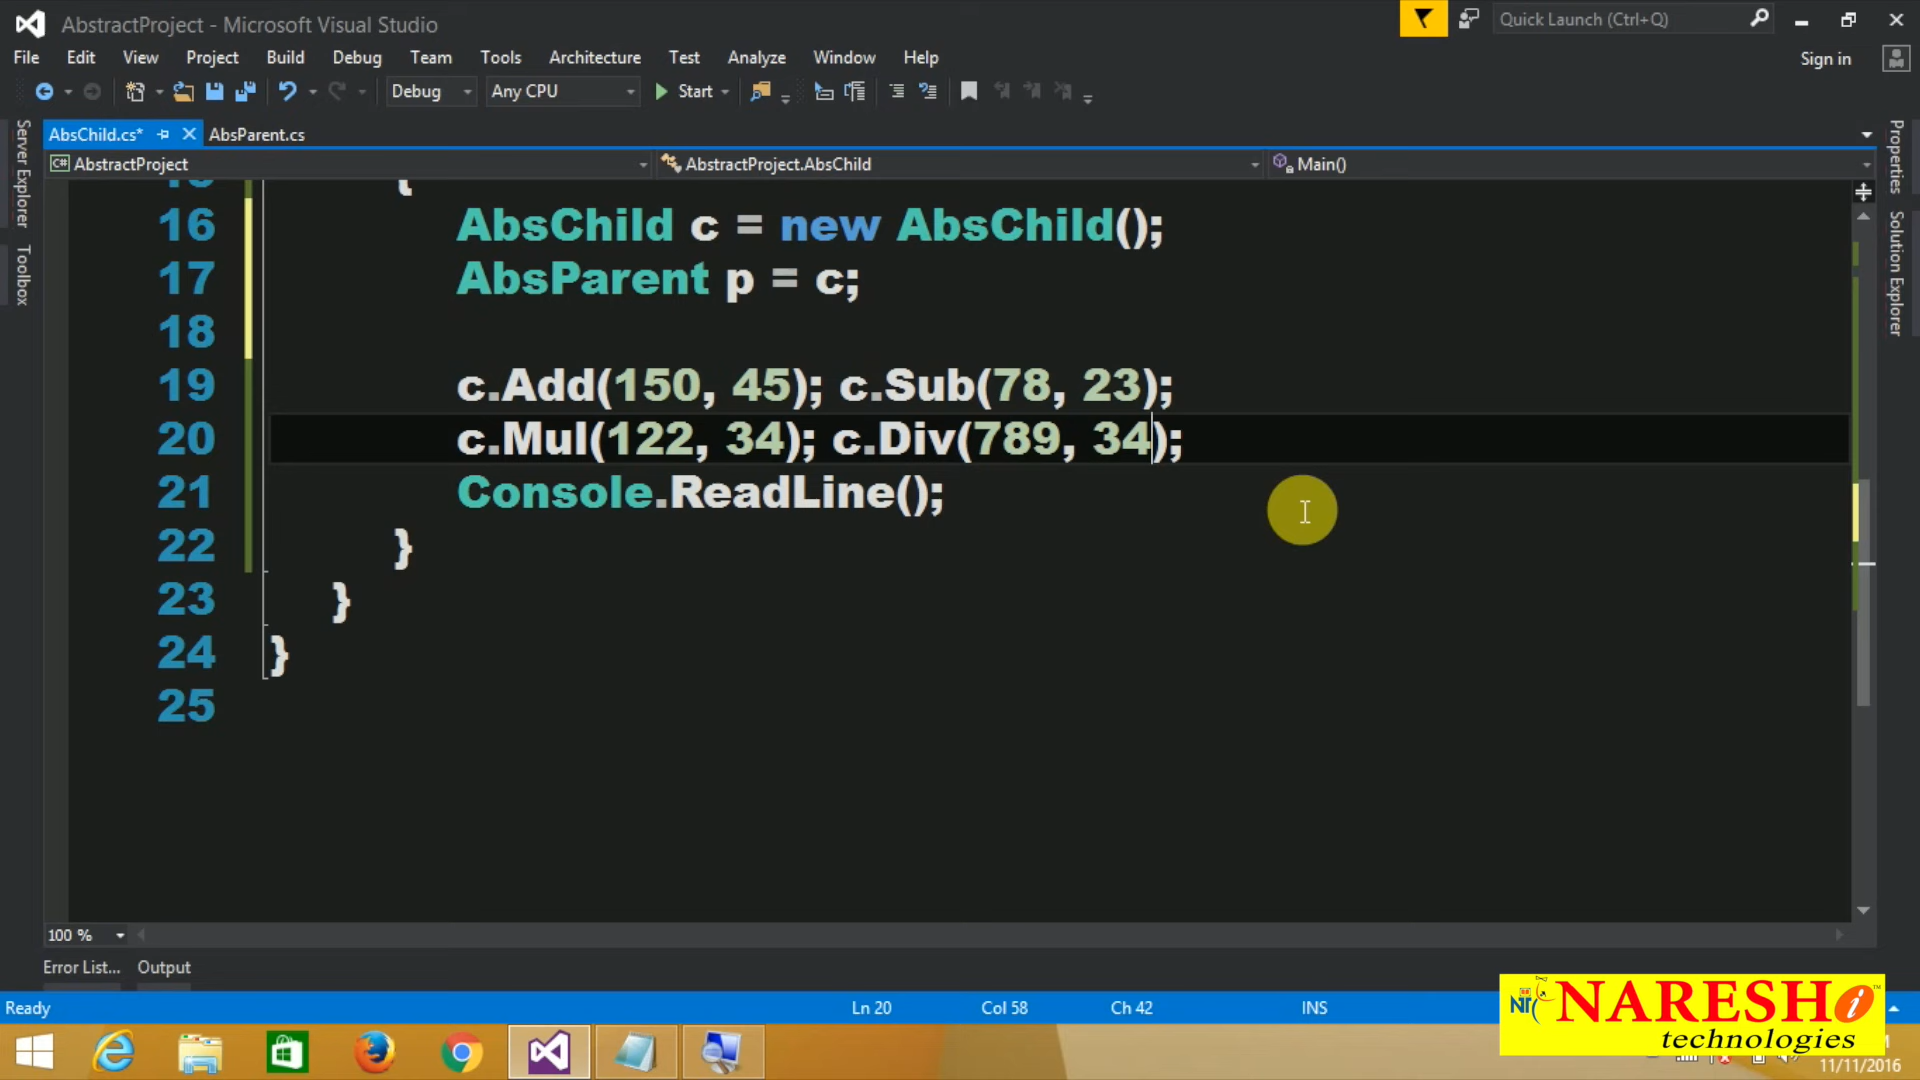 AbstractProject - Microsoft Visual Studio
Quick Launch (Ctrl+Q)
File Edit View Project Build Debug Team Tools Architecture Test Analyze Window Help
Sign in
Debug Any CPU Start
AbsChild.cs* AbsParent.cs
C# AbstractProject AbstractProject.AbsChild Main()
Server Explorer
Toolbox
Properties
Solution Explorer
{
16 AbsChild c = new AbsChild();
17 AbsParent p = c;
18
19 c.Add(150, 45); c.Sub(78, 23);
20 c.Mul(122, 34); c.Div(789, 34);
21 Console.ReadLine();
22 }
23 }
24 }
25
100 %
Error List... Output
Ready Ln 20 Col 58 Ch 42 INS
NARESH i
technologies
11/11/2016